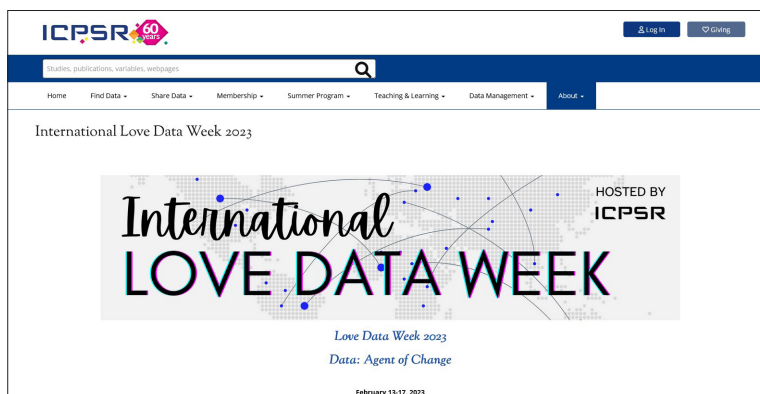 ICPSR 60 years
Log In
Giving
Studies, publications, variables, webpages
Home Find Data Share Data Membership Summer Program Teaching & Learning Data Management About
International Love Data Week 2023
HOSTED BY
ICPSR
International
LOVE DATA WEEK
Love Data Week 2023
Data: Agent of Change
February 13-17, 2023